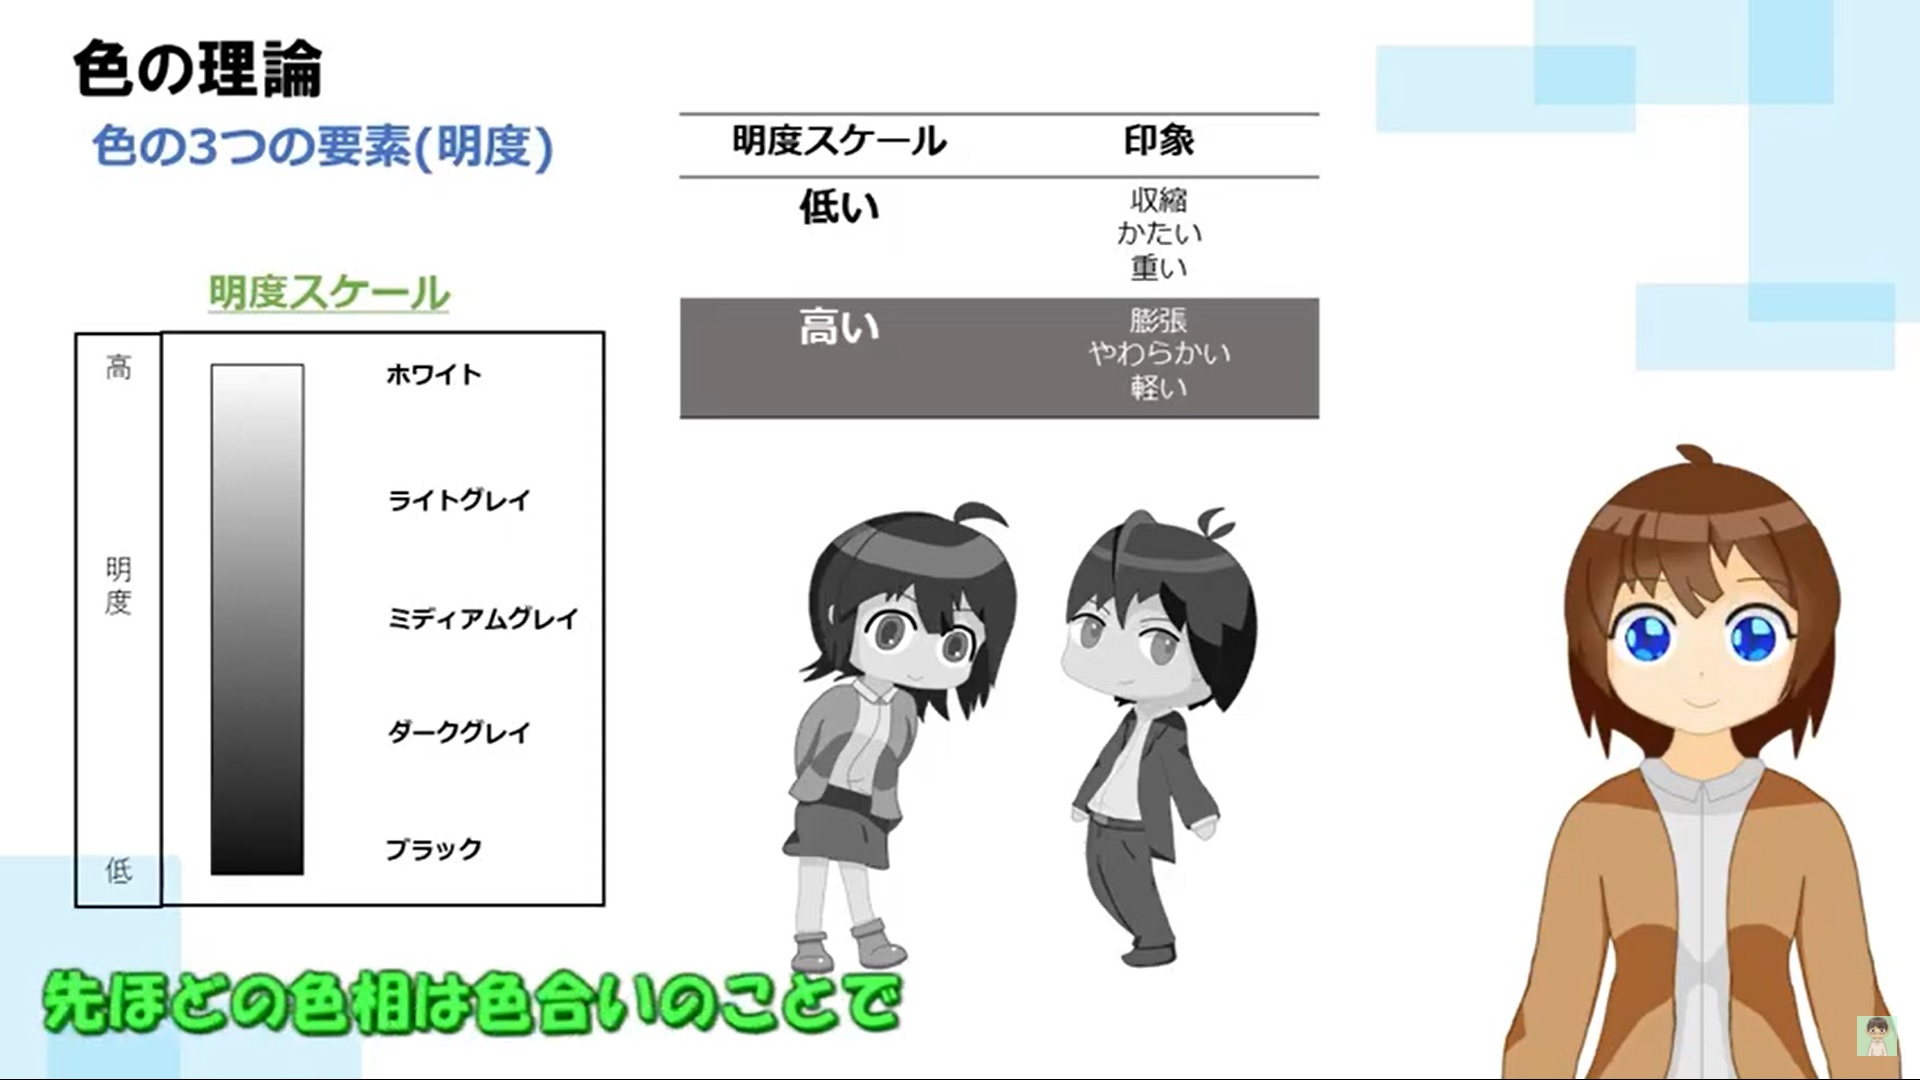 色の理論
色の3つの要素(明度)
明度スケール
高
明度
低
ホワイト
ライトグレイ
ミディアムグレイ
ダークグレイ
ブラック
明度スケール 印象
低い 収縮
かたい
重い
高い 膨張
やわらかい
軽い
先ほどの色相は色合いのことで